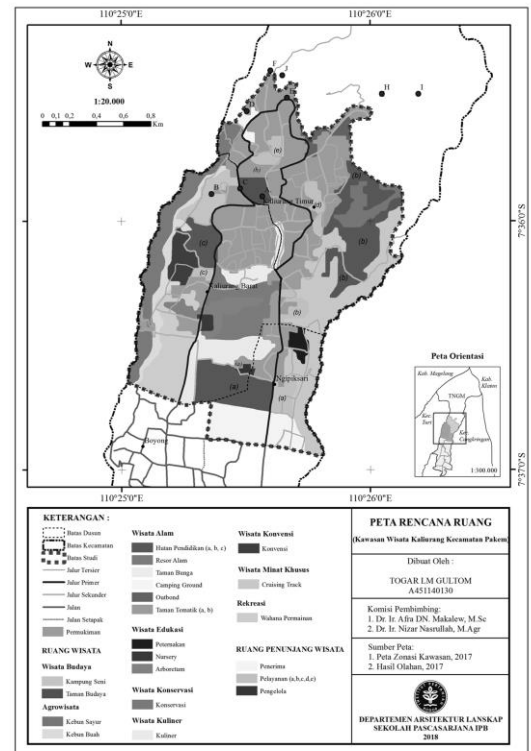 110°25'0"E 110°26'0"E
N
W E
S
1:20.000
0 0,1 0,2 0,4 0,6 0,8
Km
F
J
E
D
H
I
(e)
(b)
C
B
Kaliurang Timur
(d)
(b)
7°36'0"S
(c)
(b)
(c)
(b)
Kaliurang Barat
(b)
Ngipiksari
(a)
(a)
Boyong
7°37'0"S
110°25'0"E 110°26'0"E
Peta Orientasi
Kab. Magelang
Kab. Klaten
TNGM
Kec. Turi
Kec. Cangkringan
1:300.000
KETERANGAN :
Batas Dusun
Batas Kecamatan
Batas Studi
Jalur Tersier
Jalur Primer
Jalur Sekunder
Jalan
Jalan Setapak
Permukiman
RUANG WISATA
Wisata Budaya
Kampung Seni
Taman Budaya
Agrowisata
Kebun Sayur
Kebun Buah
Wisata Alam
Hutan Pendidikan (a, b, c)
Resor Alam
Taman Bunga
Camping Ground
Outbond
Taman Tematik (a, b)
Wisata Edukasi
Peternakan
Nursery
Arboretum
Wisata Konservasi
Konservasi
Wisata Kuliner
Kuliner
Wisata Konvensi
Konvensi
Wisata Minat Khusus
Cruising Track
Rekreasi
Wahana Permainan
RUANG PENUNJANG WISATA
Penerima
Pelayanan (a,b,c,d,e)
Pengelola
PETA RENCANA RUANG
(Kawasan Wisata Kaliurang Kecamatan Pakem)
Dibuat Oleh :
TOGAR LM GULTOM
A451140130
Komisi Pembimbing:
1. Dr. Ir. Afra DN. Makalew, M.Sc
2. Dr. Ir. Nizar Nasrullah, M.Agr
Sumber Peta:
1. Peta Zonasi Kawasan, 2017
2. Hasil Olahan, 2017
DEPARTEMEN ARSITEKTUR LANSKAP
SEKOLAH PASCASARJANA IPB
2018